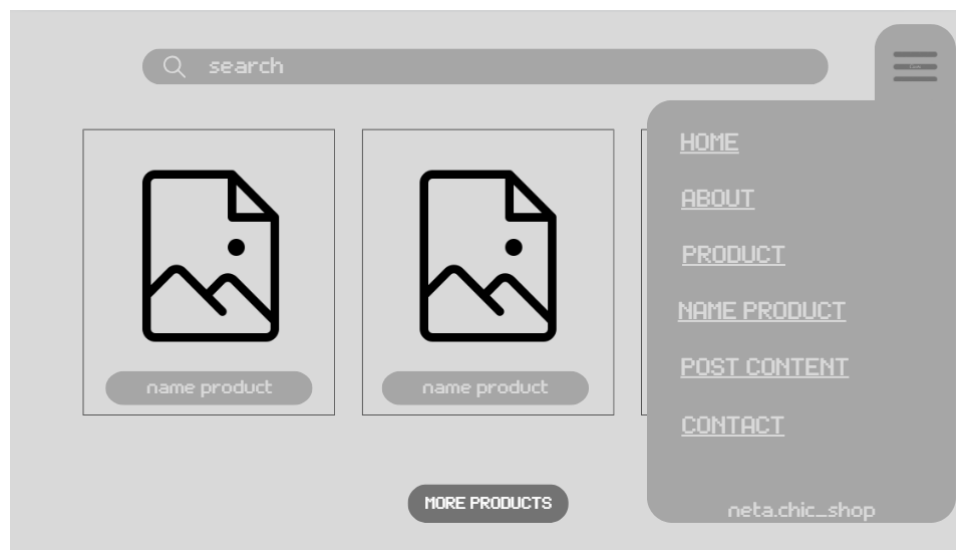 search
HOME
ABOUT
PRODUCT
NAME PRODUCT
POST CONTENT
CONTACT
name product
name product
MORE PRODUCTS
neta.chic_shop